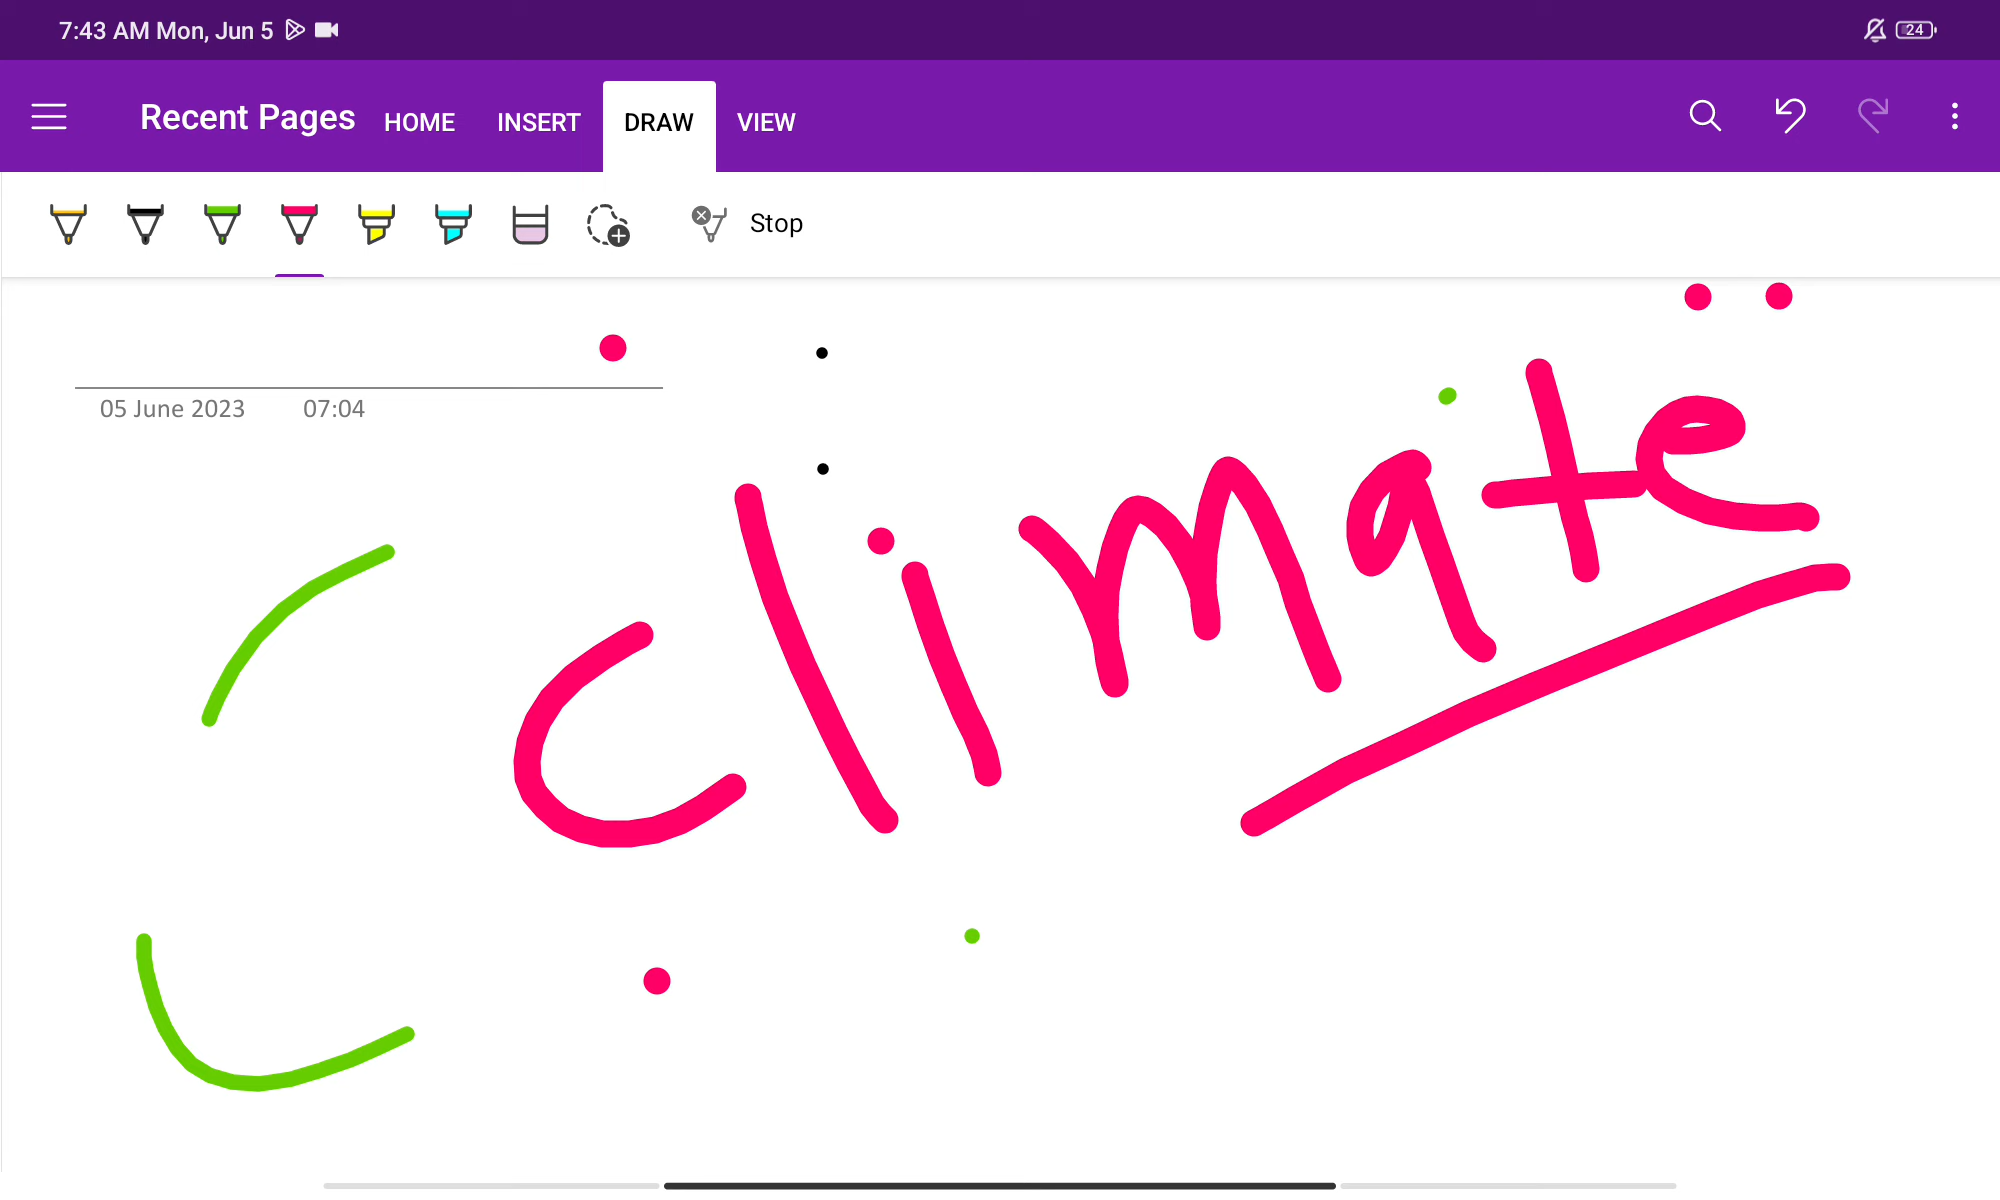 7:43 AM Mon, Jun 5 24
Recent Pages HOME INSERT DRAW VIEW
Stop
05 June 2023 07:04
climate